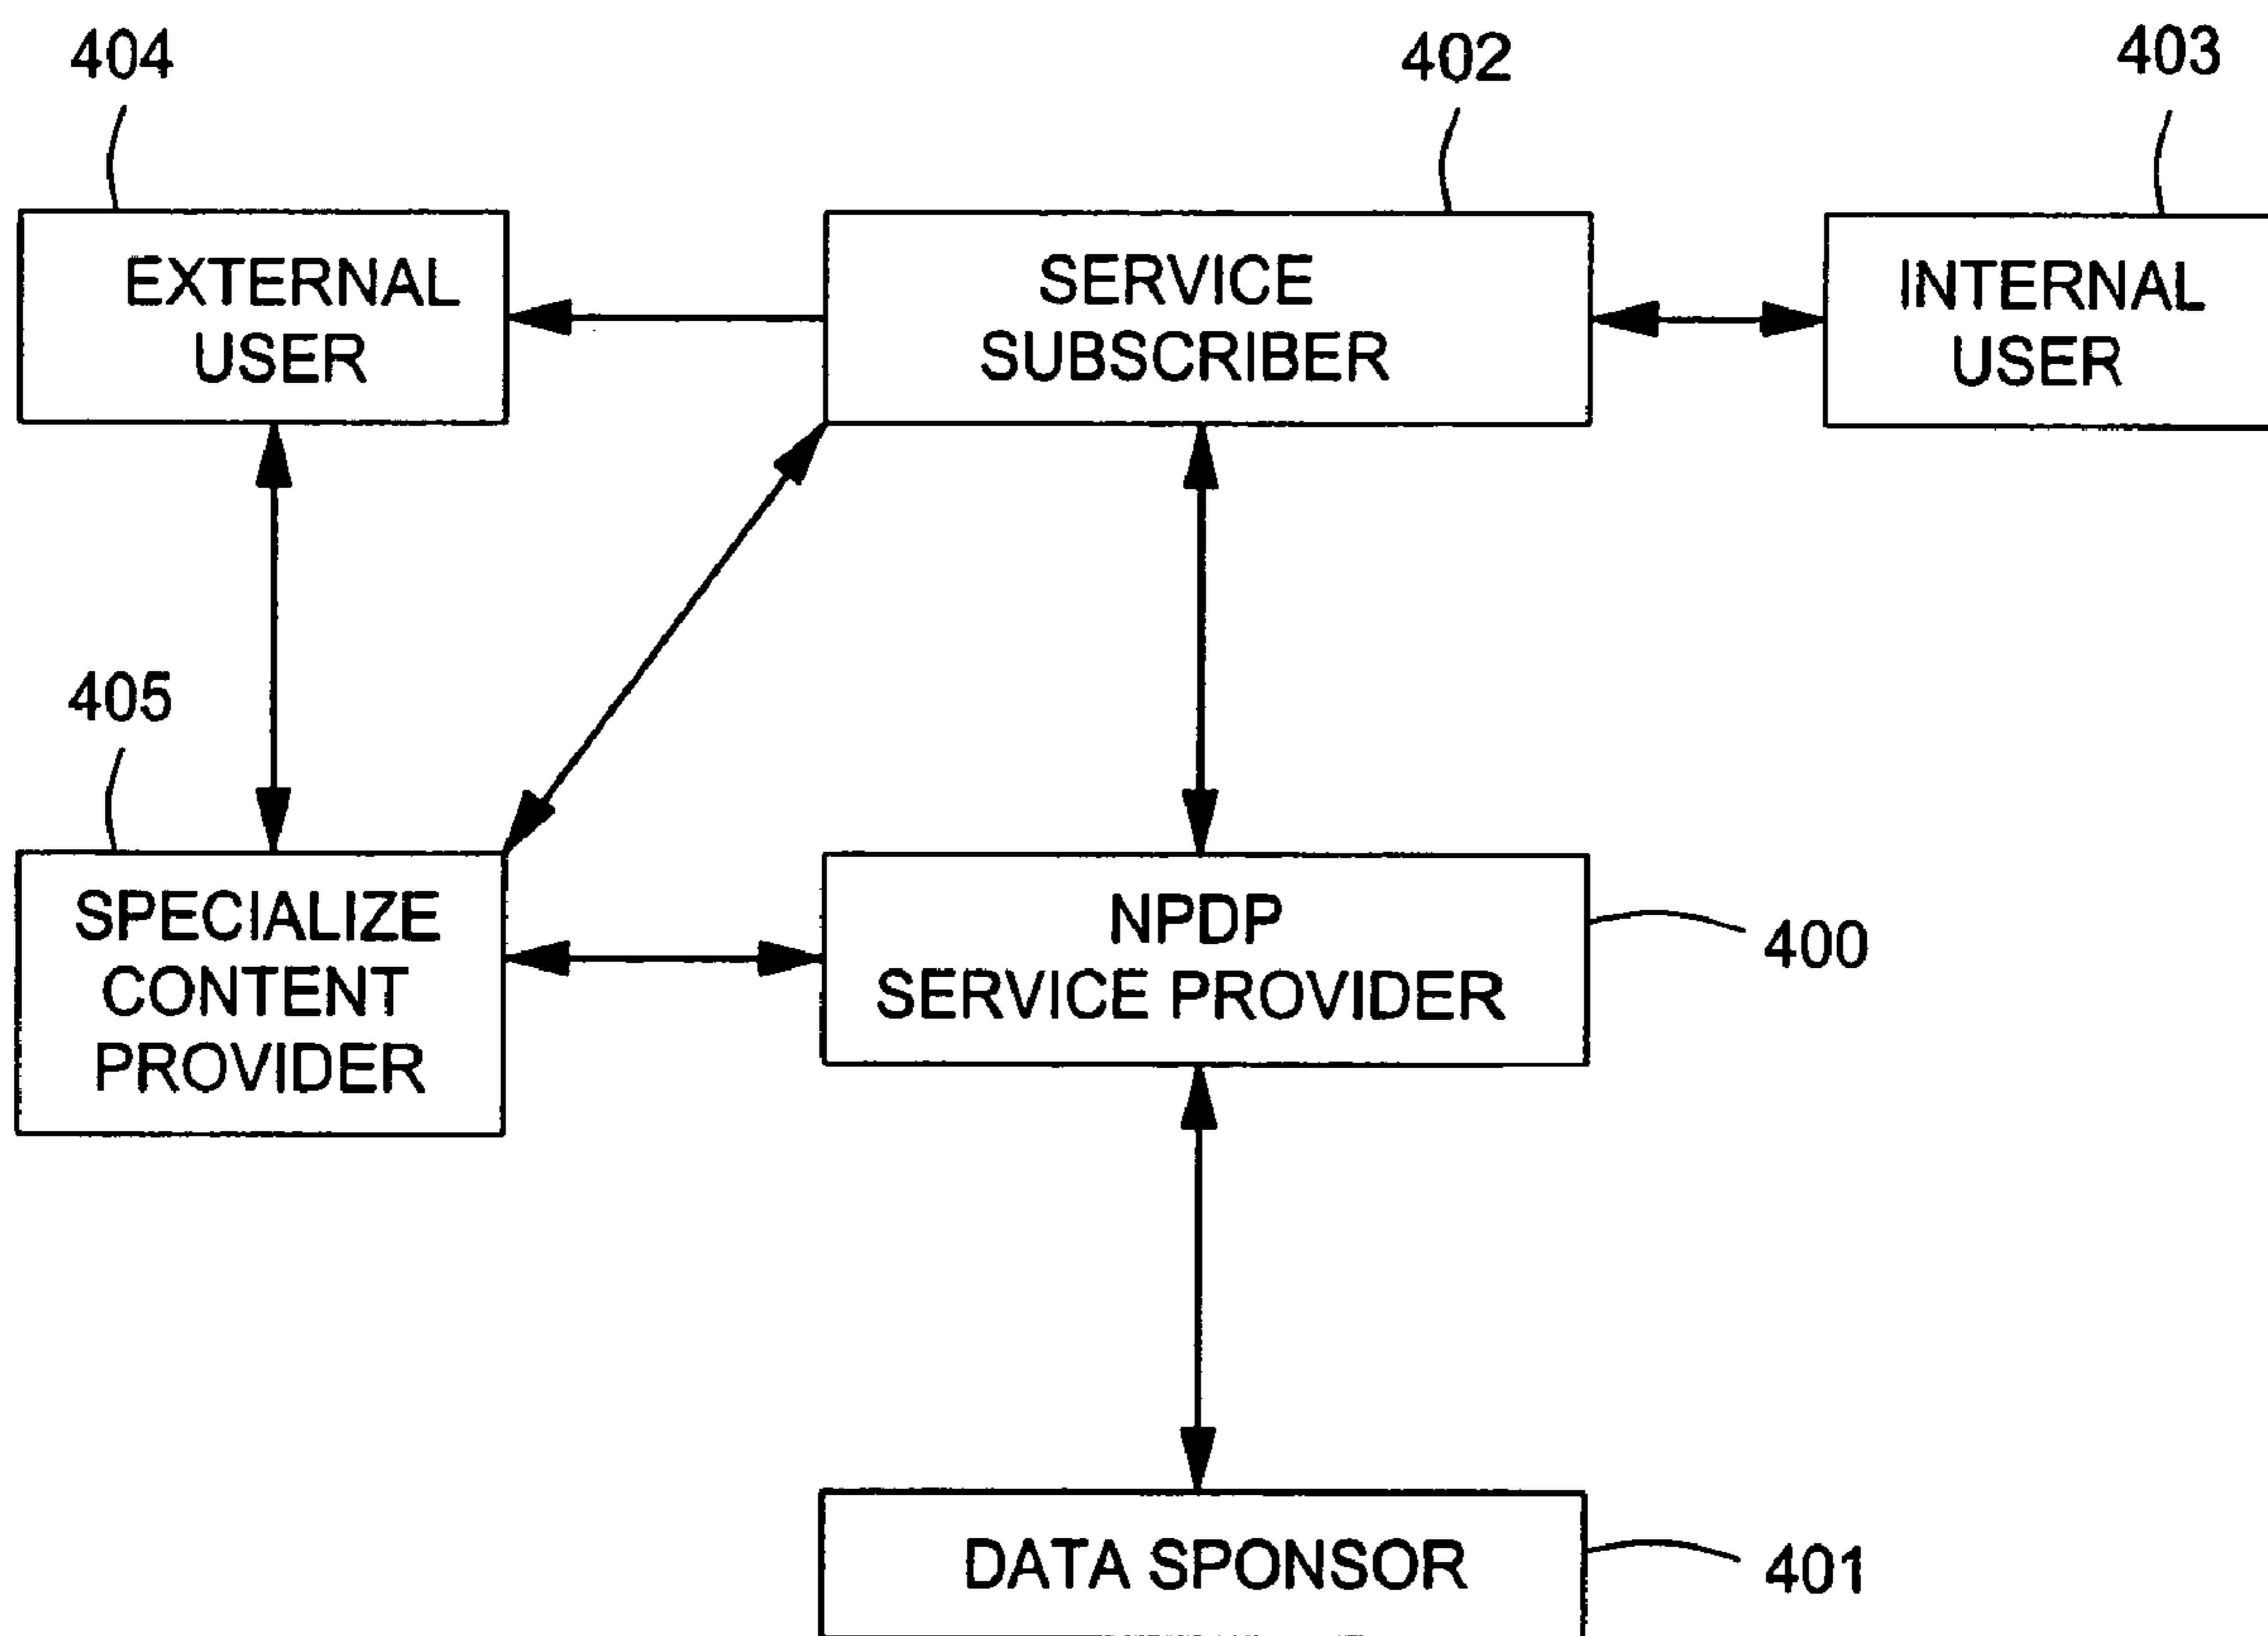 404
402
403
EXTERNAL
USER
SERVICE
SUBSCRIBER
INTERNAL
USER
405
SPECIALIZE
CONTENT
PROVIDER
NPDP
SERVICE PROVIDER
400
DATA SPONSOR
401